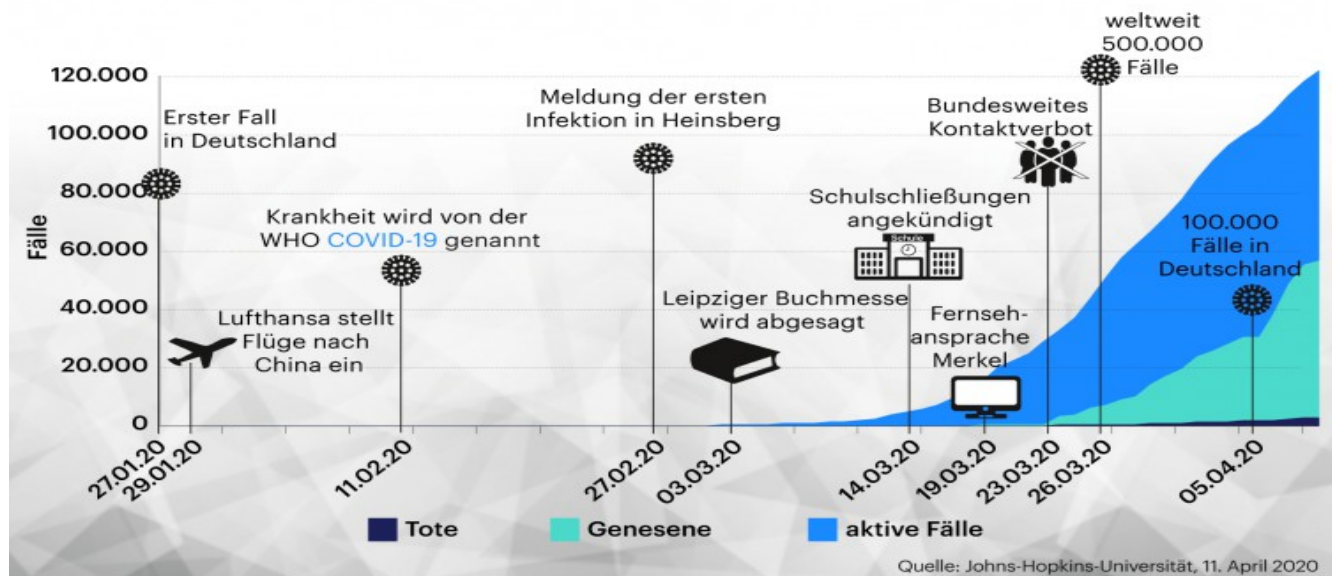 weltweit
500.000
Fälle
120.000
100.000
80.000
60.000
40.000
20.000
0
Fälle
Erster Fall
in Deutschland
Lufthansa stellt
Flüge nach
China ein
Krankheit wird von der
WHO COVID-19 genannt
Meldung der ersten
Infektion in Heinsberg
Leipziger Buchmesse
wird abgesagt
Schulschließungen
angekündigt
Schule
Fernseh-
ansprache
Merkel
Bundesweites
Kontaktverbot
100.000
Fälle in
Deutschland
27.01.20
29.01.20
11.02.20
27.02.20
03.03.20
14.03.20
19.03.20
23.03.20
26.03.20
05.04.20
Tote
Genesene
aktive Fälle
Quelle: Johns-Hopkins-Universität, 11. April 2020